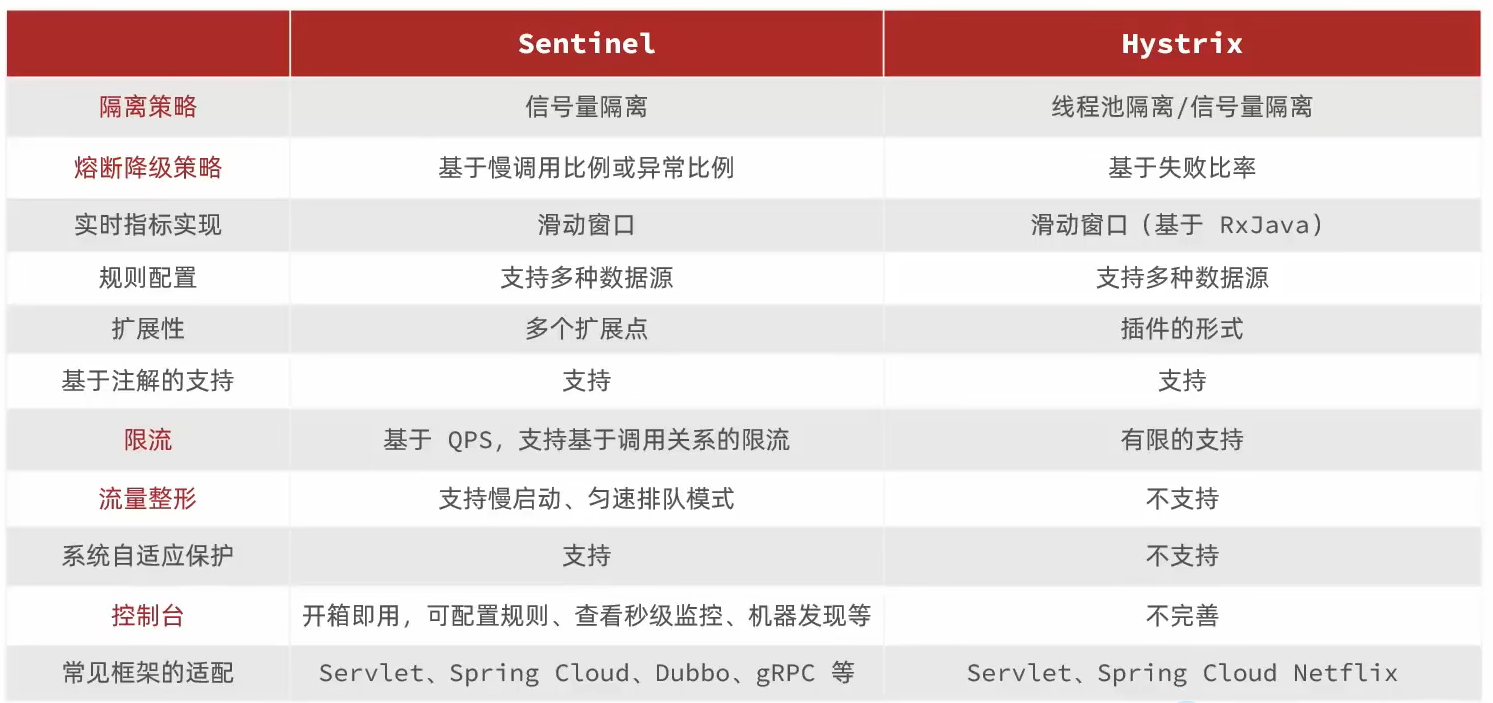 Sentinel Hystrix
隔离策略 信号量隔离 线程池隔离/信号量隔离
熔断降级策略 基于慢调用比例或异常比例 基于失败比率
实时指标实现 滑动窗口 滑动窗口（基于 RxJava）
规则配置 支持多种数据源 支持多种数据源
扩展性 多个扩展点 插件的形式
基于注解的支持 支持 支持
限流 基于 QPS，支持基于调用关系的限流 有限的支持
流量整形 支持慢启动、匀速排队模式 不支持
系统自适应保护 支持 不支持
控制台 开箱即用，可配置规则、查看秒级监控、机器发现等 不完善
常见框架的适配 Servlet、Spring Cloud、Dubbo、gRPC 等 Servlet、Spring Cloud Netflix